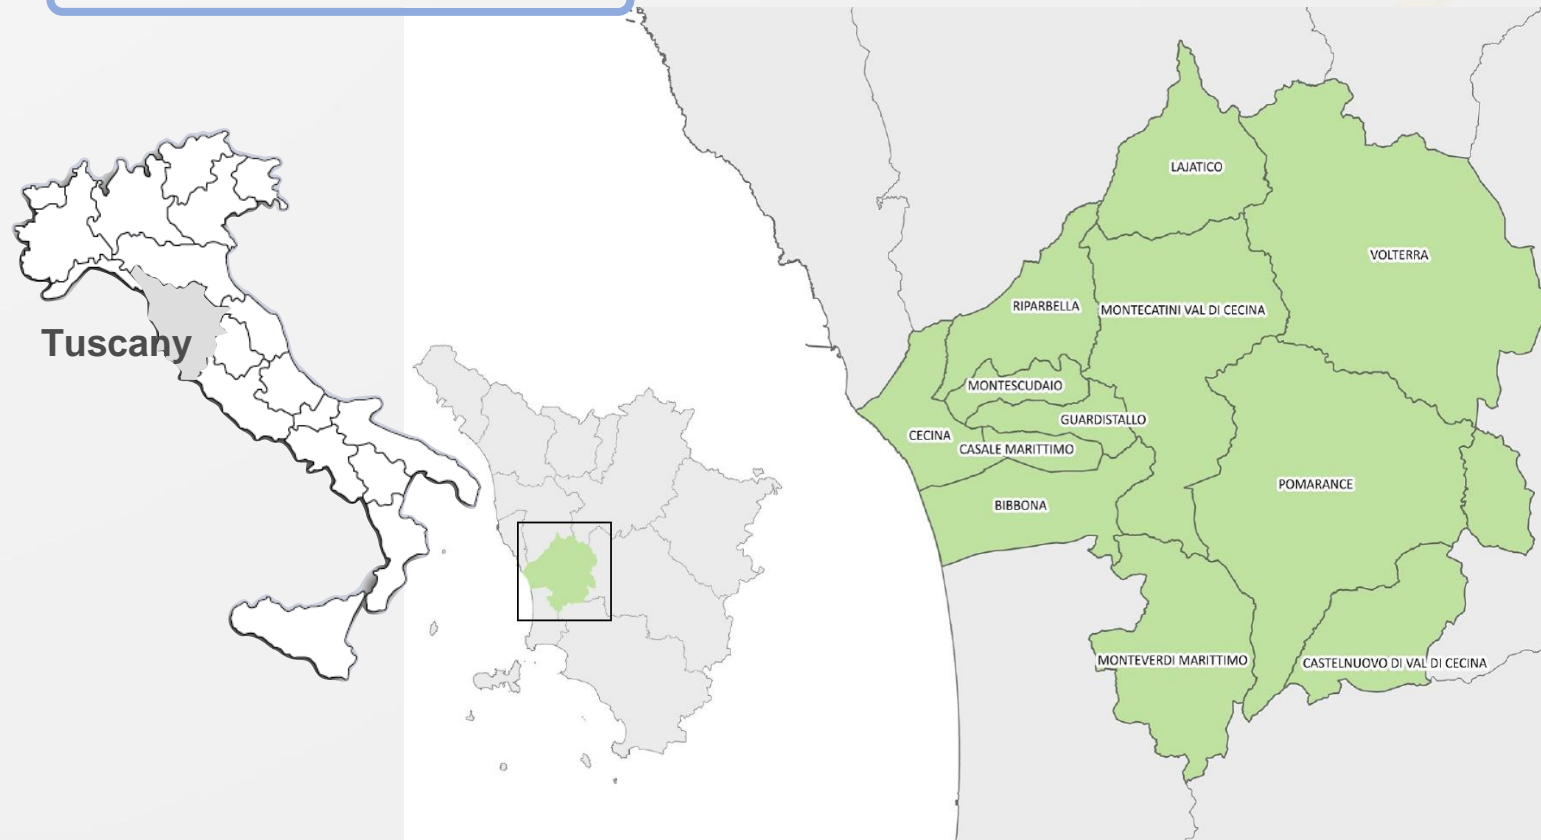 Tuscany
LAJATICO
VOLTERRA
RIPARBELLA
MONTECATINI VAL DI CECINA
MONTESCUDAIO
GUARDISTALLO
CECINA
CASALE MARITTIMO
POMARANCE
BIBBONA
MONTEVERDI MARITTIMO
CASTELNUOVO DI VAL DI CECINA